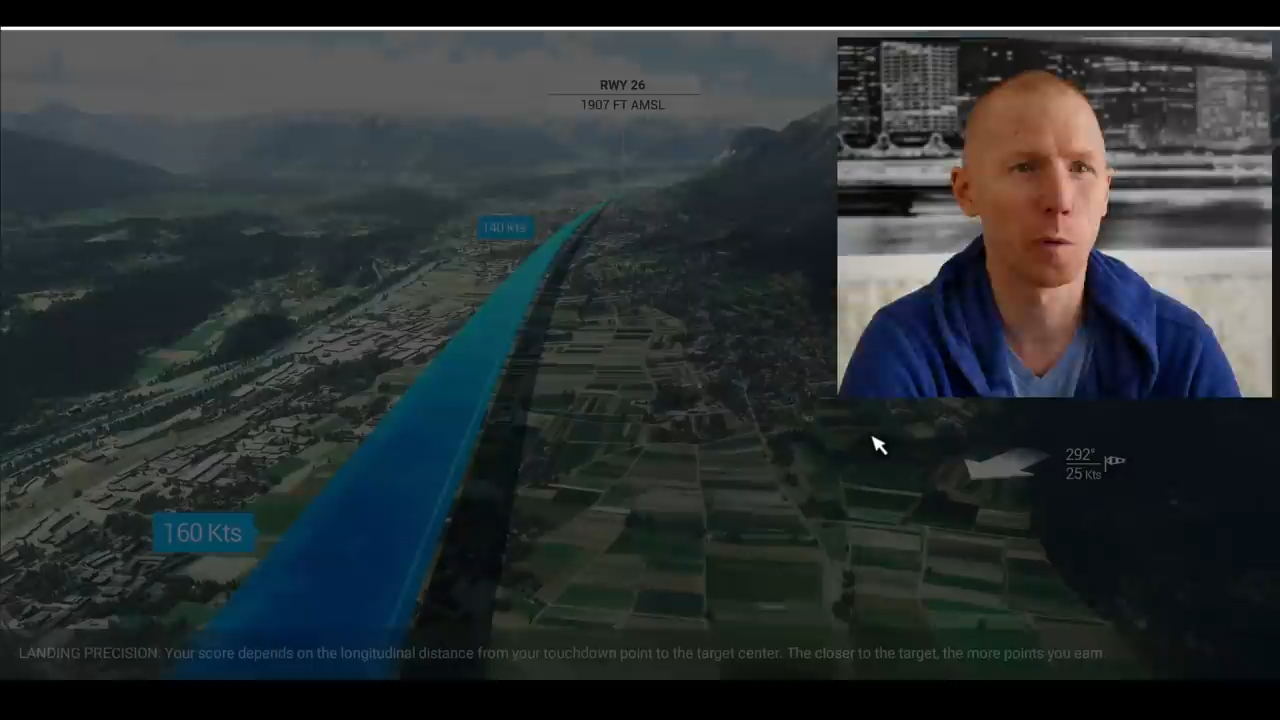 RWY 26
1907 FT AMSL
140 Kts
292°
25 Kts
160 Kts
LANDING PRECISION: Your score depends on the longitudinal distance from your touchdown point to the target center. The closer to the target, the more points you earn